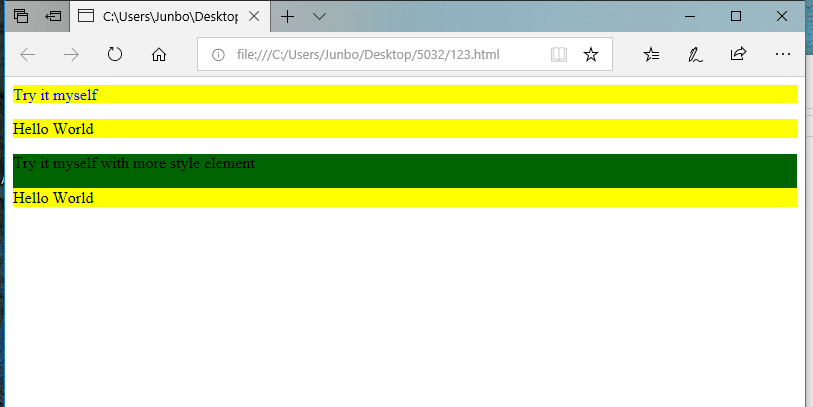 C:\Users\Junbo\Desktop
file:///C:/Users/Junbo/Desktop/5032/123.html
Try it myself
Hello World
Try it myself with more style element
Hello World